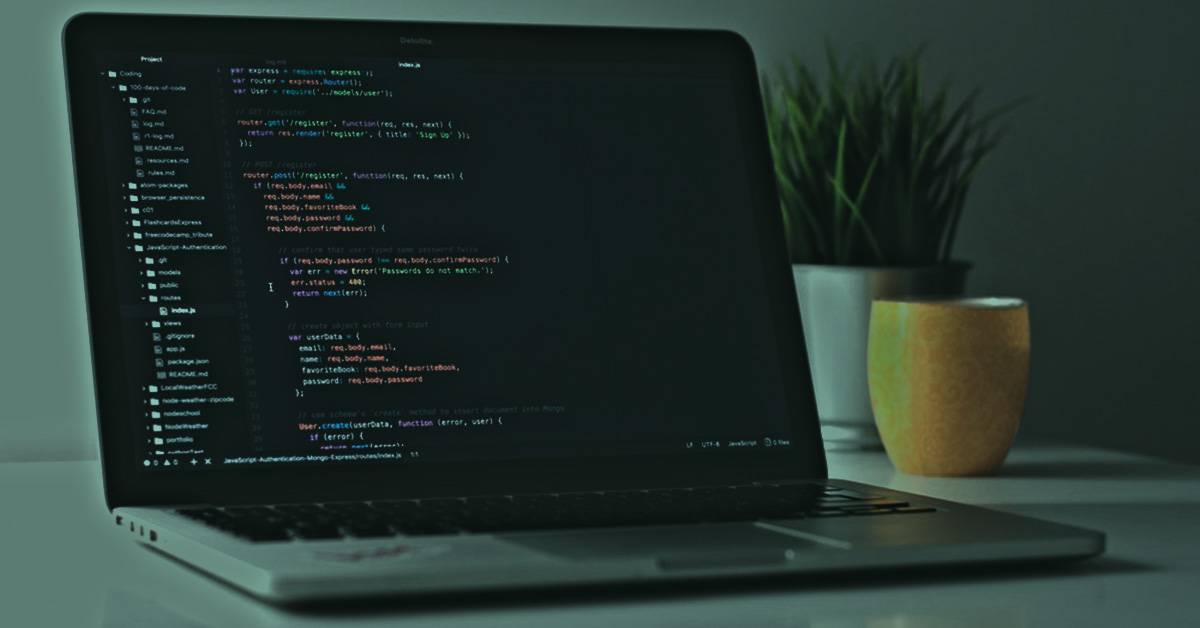 Deloitte.
Project
log.md
index.js
Coding
100-days-of-code
.git
FAQ.md
log.md
r1-log.md
README.md
resources.md
rules.md
atom-packages
browser_persistence
c01
FlashcardsExpress
freecodecamp_tribute
JavaScript-Authentication
.git
models
public
routes
index.js
views
.gitignore
app.js
package.json
README.md
LocalWeatherFCC
node-weather-zipcode
nodeschool
NodeWeather
portfolio
pythonTest
var express = require('express');
var router = express.Router();
var User = require('../models/user');
// GET /register
router.get('/register', function(req, res, next) {
return res.render('register', { title: 'Sign Up' });
});
// POST /register
router.post('/register', function(req, res, next) {
if (req.body.email &&
req.body.name &&
req.body.favoriteBook &&
req.body.password &&
req.body.confirmPassword) {
// confirm that user typed same password twice
if (req.body.password !== req.body.confirmPassword) {
var err = new Error('Passwords do not match.');
err.status = 400;
return next(err);
}
// create object with form input
var userData = {
email: req.body.email,
name: req.body.name,
favoriteBook: req.body.favoriteBook,
password: req.body.password
};
// use schema's `create` method to insert document into Mongo
User.create(userData, function (error, user) {
if (error) {
return next(error);
0 0 JavaScript-Authentication-Mongo-Express/routes/index.js 1:1
LF UTF-8 JavaScript 0 files